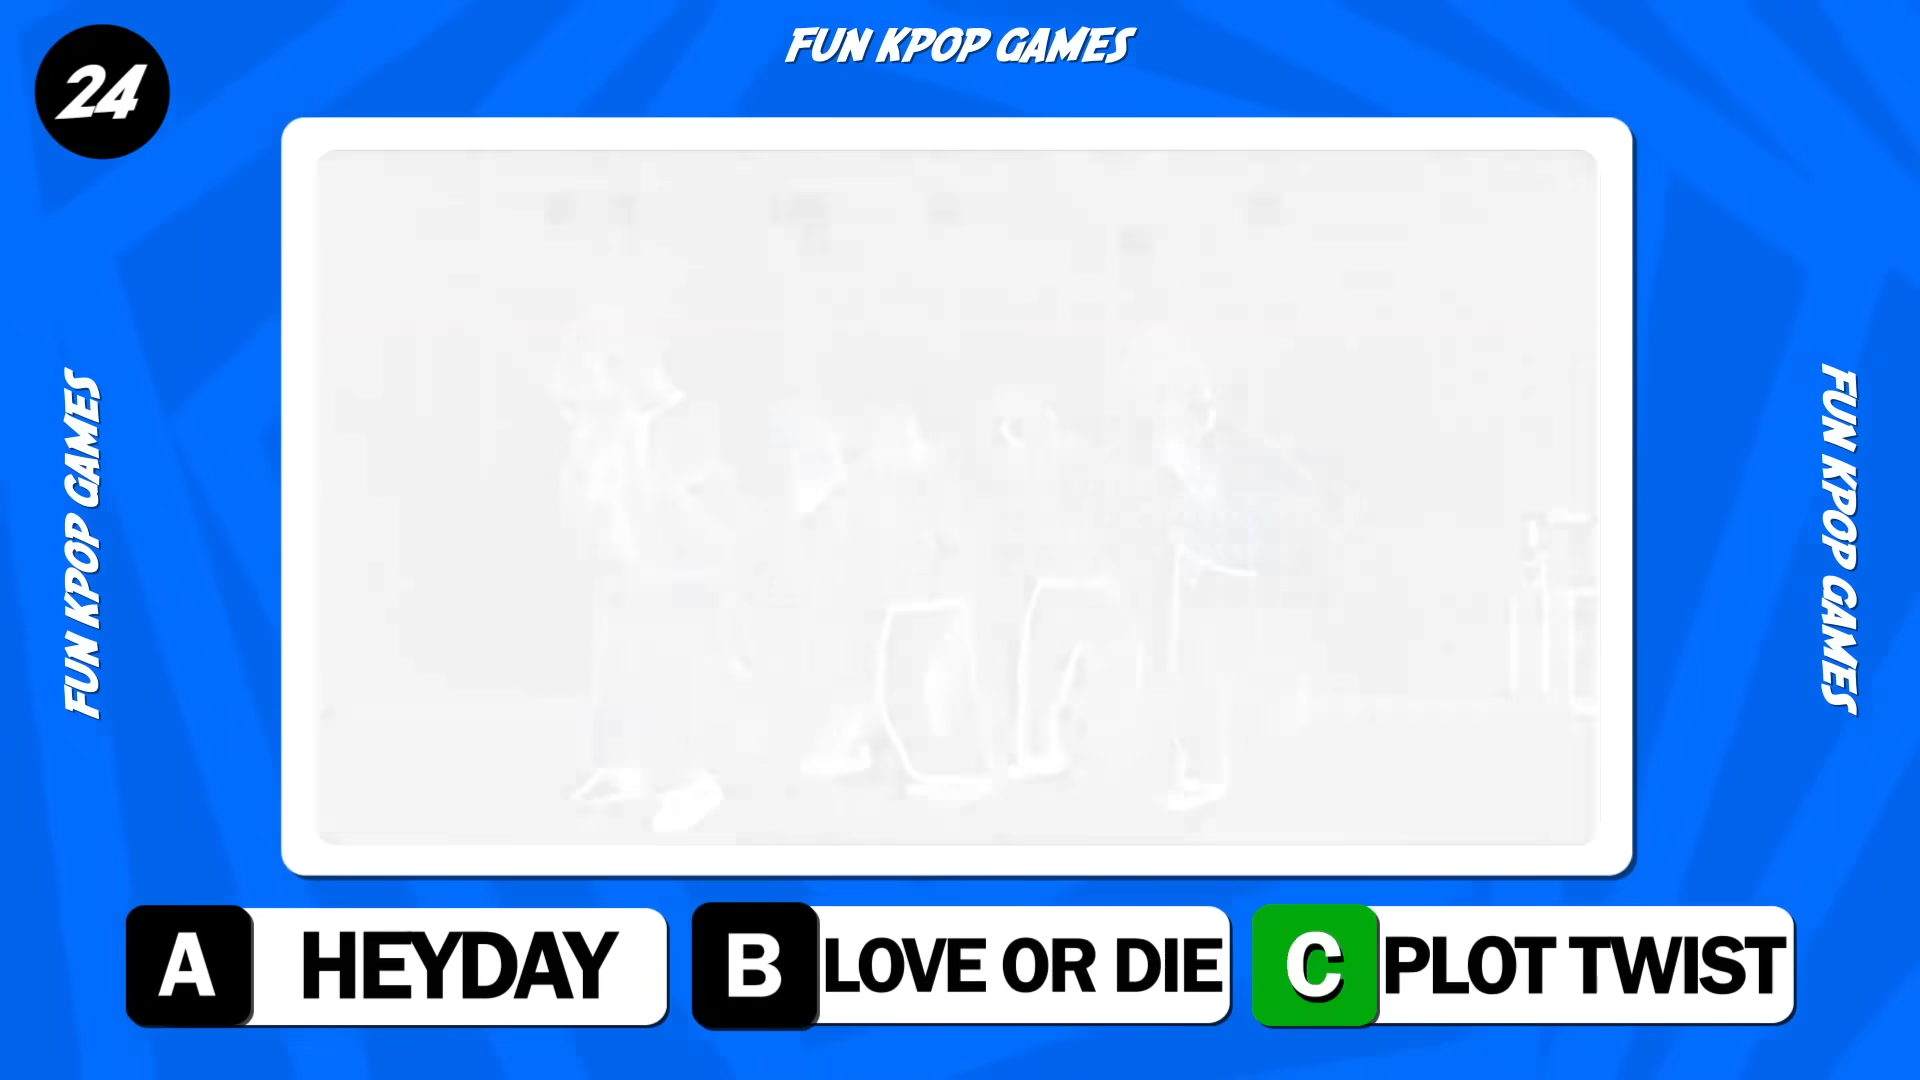 FUN KPOP GAMES
24
FUN KPOP GAMES
FUN KPOP GAMES
A HEYDAY
B LOVE OR DIE
C PLOT TWIST